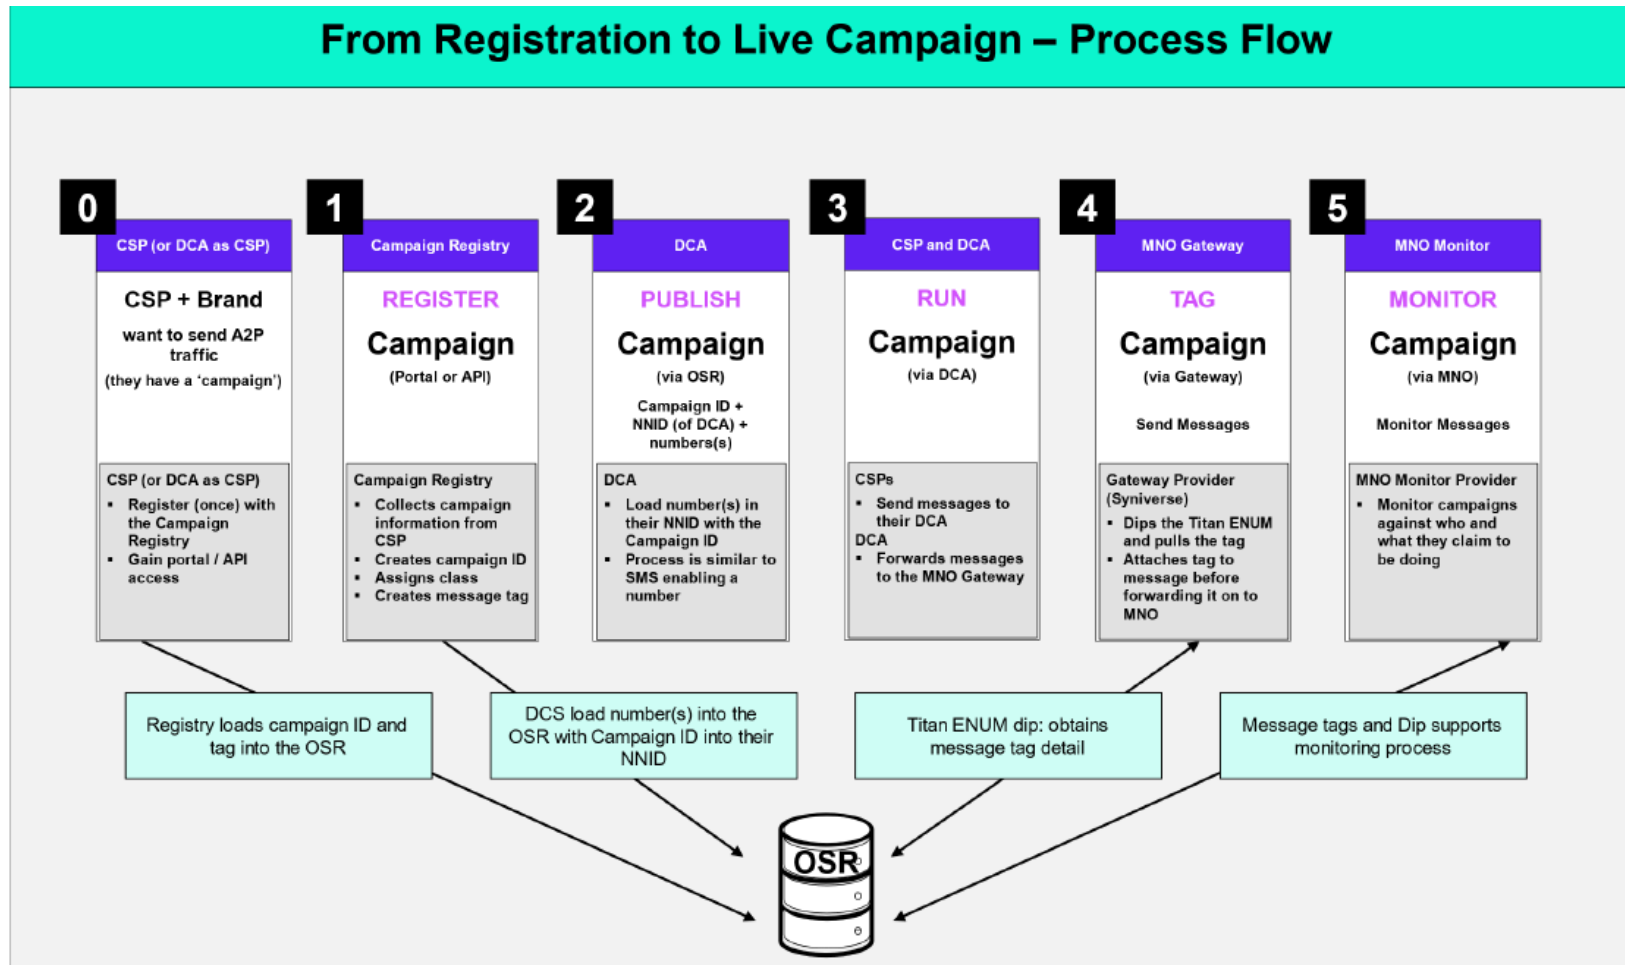 From Registration to Live Campaign – Process Flow
0
CSP (or DCA as CSP)
CSP + Brand
want to send A2P
traffic
(they have a 'campaign')
CSP (or DCA as CSP)
▪ Register (once) with
the Campaign
Registry
▪ Gain portal / API
access
1
Campaign Registry
REGISTER
Campaign
(Portal or API)
Campaign Registry
▪ Collects campaign
information from
CSP
▪ Creates campaign ID
▪ Assigns class
▪ Creates message tag
2
DCA
PUBLISH
Campaign
(via OSR)
Campaign ID +
NNID (of DCA) +
numbers(s)
DCA
▪ Load number(s) in
their NNID with the
Campaign ID
▪ Process is similar to
SMS enabling a
number
3
CSP and DCA
RUN
Campaign
(via DCA)
CSPs
▪ Send messages to
their DCA
DCA
▪ Forwards messages
to the MNO Gateway
4
MNO Gateway
TAG
Campaign
(via Gateway)
Send Messages
Gateway Provider
(Syniverse)
▪ Dips the Titan ENUM
and pulls the tag
▪ Attaches tag to
message before
forwarding it on to
MNO
5
MNO Monitor
MONITOR
Campaign
(via MNO)
Monitor Messages
MNO Monitor Provider
▪ Monitor campaigns
against who and
what they claim to
be doing
Registry loads campaign ID and
tag into the OSR
DCS load number(s) into the
OSR with Campaign ID into their
NNID
Titan ENUM dip: obtains
message tag detail
Message tags and Dip supports
monitoring process
OSR